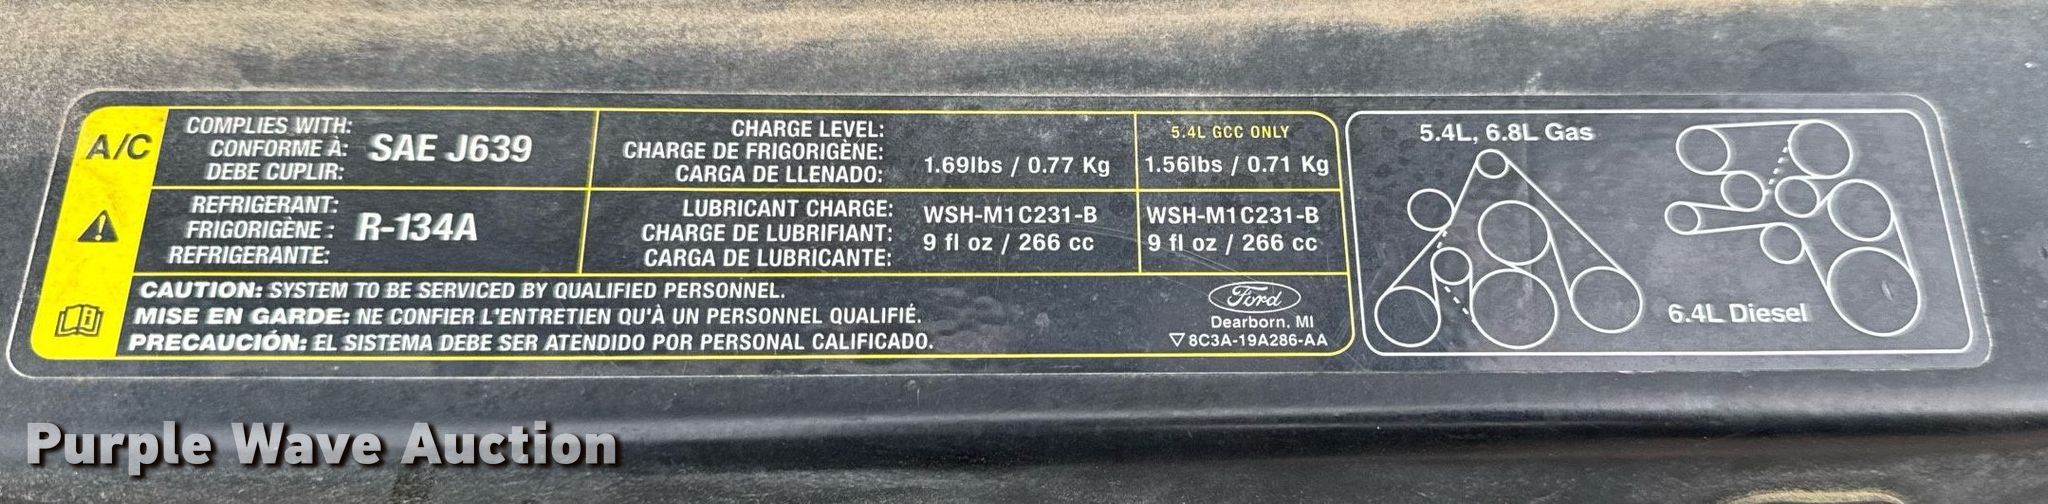 A/C
COMPLIES WITH:
CONFORME À: SAE J639
DEBE CUPLIR:
CHARGE LEVEL:
CHARGE DE FRIGORIGÈNE:
CARGA DE LLENADO:
1.69lbs / 0.77 Kg
5.4L GCC ONLY
1.56lbs / 0.71 Kg
REFRIGERANT:
FRIGORIGÈNE : R-134A
REFRIGERANTE:
LUBRICANT CHARGE:
CHARGE DE LUBRIFIANT:
CARGA DE LUBRICANTE:
WSH-M1C231-B
9 fl oz / 266 cc
WSH-M1C231-B
9 fl oz / 266 cc
CAUTION: SYSTEM TO BE SERVICED BY QUALIFIED PERSONNEL.
MISE EN GARDE: NE CONFIER L'ENTRETIEN QU'À UN PERSONNEL QUALIFIÉ.
PRECAUCIÓN: EL SISTEMA DEBE SER ATENDIDO POR PERSONAL CALIFICADO.
Ford
Dearborn, MI
▽ 8C3A-19A286-AA
5.4L, 6.8L Gas
6.4L Diesel
Purple Wave Auction